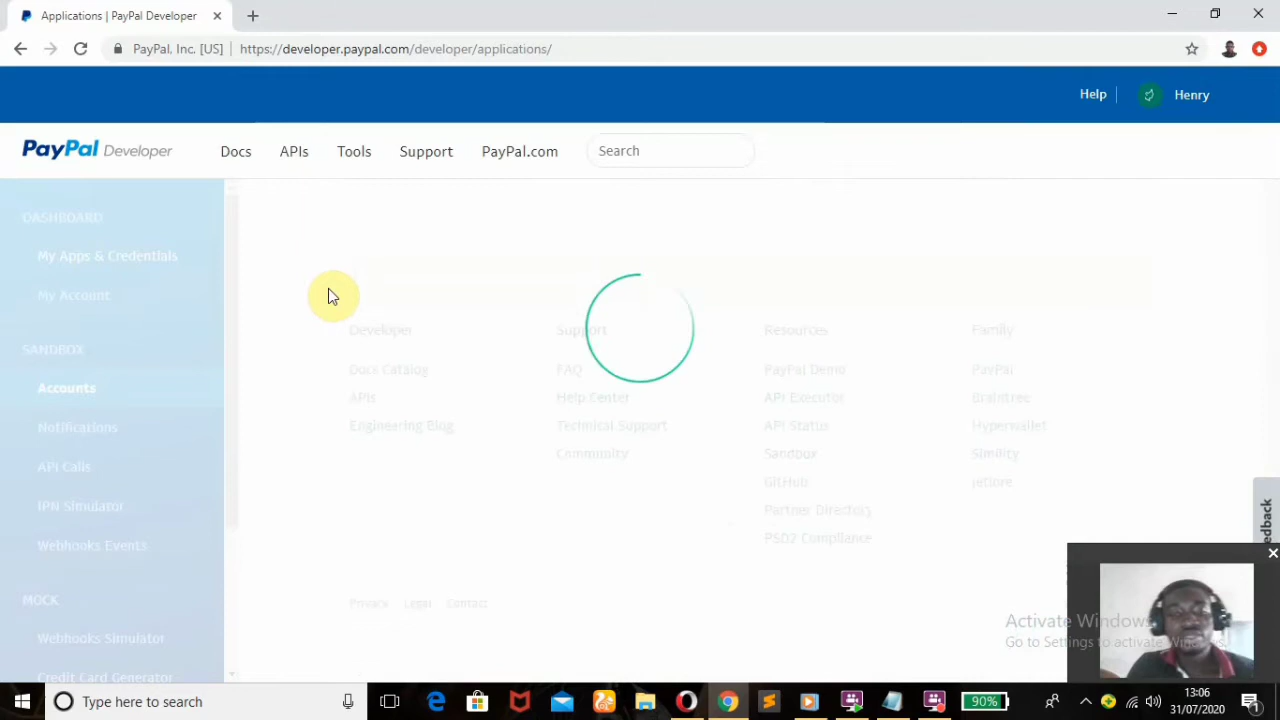 Applications | PayPal Developer
PayPal, Inc. [US] | https://developer.paypal.com/developer/applications/
Help | Henry
PayPal Developer
Docs APIs Tools Support PayPal.com Search
DASHBOARD
My Apps & Credentials
My Account
SANDBOX
Accounts
Notifications
API Calls
IPN Simulator
Webhooks Events
MOCK
Webhooks Simulator
Credit Card Generator
Developer
Docs Catalog
APIs
Engineering Blog
Support
FAQ
Help Center
Technical Support
Community
Resources
PayPal Demo
API Executor
API Status
Sandbox
GitHub
Partner Directory
PSD2 Compliance
Family
PayPal
Braintree
Hyperwallet
Simility
Jetlore
Privacy Legal Contact
edback
Activate Windows
Go to Settings to activate Windows.
Type here to search
90%
13:06
31/07/2020
1